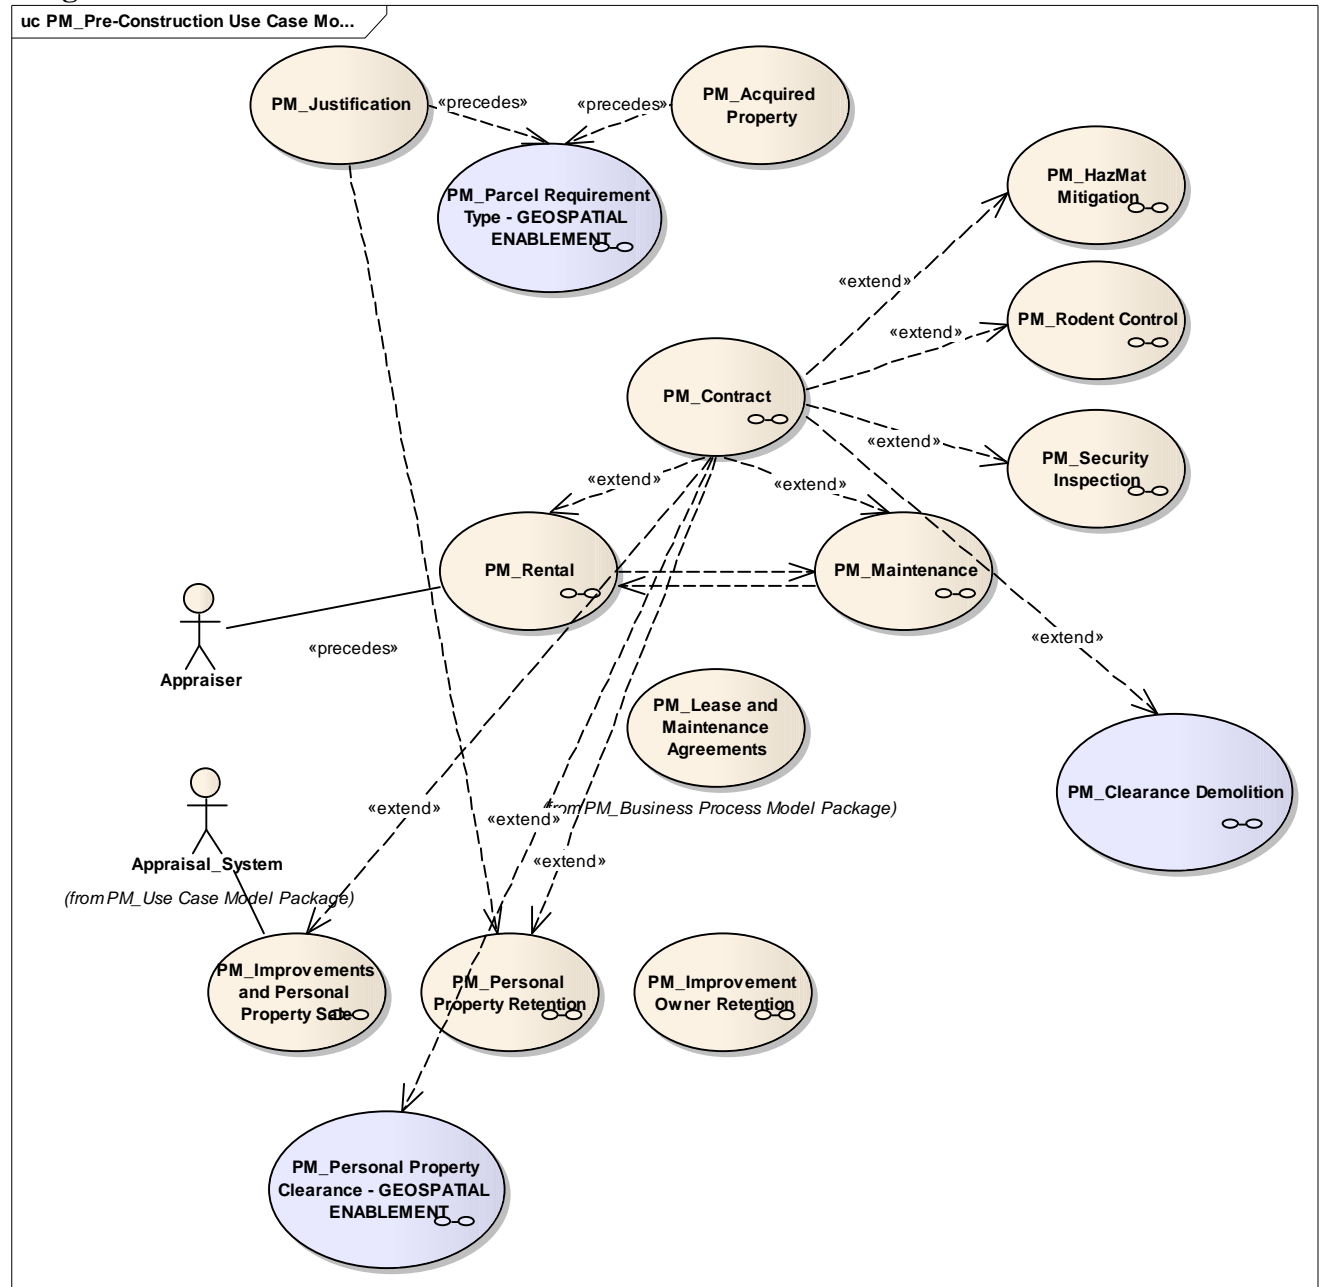 uc PM_Pre-Construction Use Case Mo...
PM_Justification
«precedes»
«precedes»
PM_Acquired
Property
PM_Parcel Requirement
Type - GEOSPATIAL
ENABLEMENT
PM_HazMat
Mitigation
«extend»
PM_Rodent Control
«extend»
PM_Contract
«extend»
PM_Security
Inspection
«extend»
«extend»
PM_Rental
PM_Maintenance
«extend»
«precedes»
Appraiser
PM_Lease and
Maintenance
Agreements
(from PM_Business Process Model Package)
PM_Clearance Demolition
«extend»
«extend»
«extend»
Appraisal_System
(from PM_Use Case Model Package)
PM_Improvements
and Personal
Property Sale
PM_Personal
Property Retention
PM_Improvement
Owner Retention
PM_Personal Property
Clearance - GEOSPATIAL
ENABLEMENT